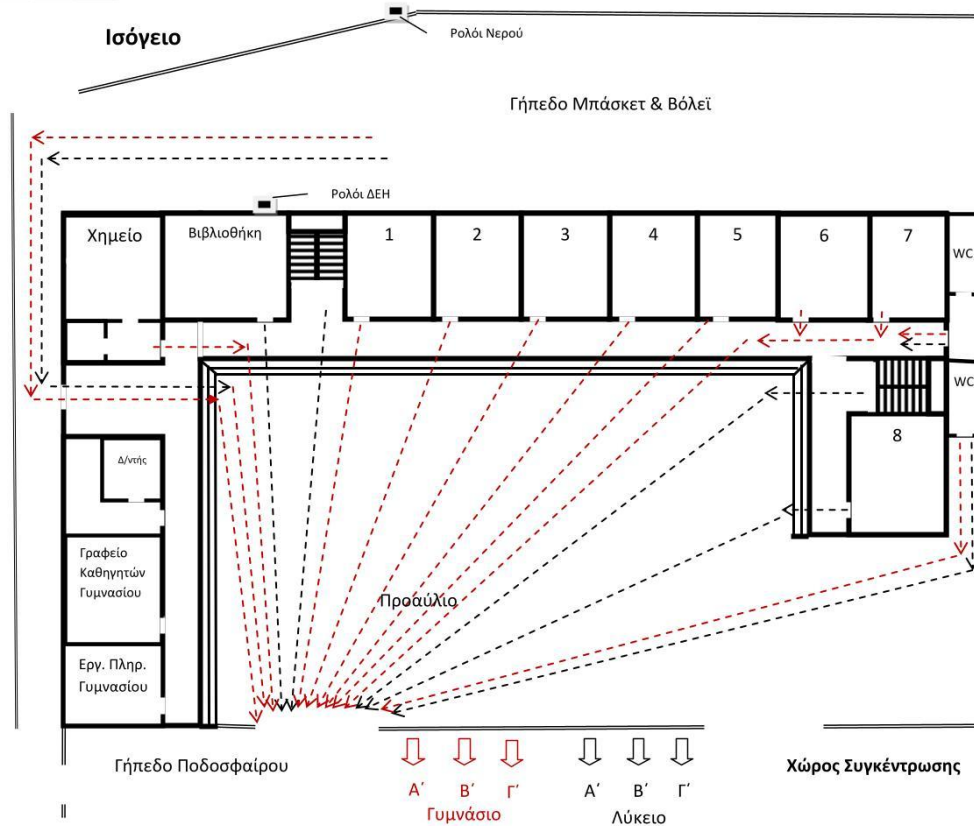 Ισόγειο
Ρολόι Νερού
Γήπεδο Μπάσκετ & Βόλεϊ
Ρολόι ΔΕΗ
Χημείο
Βιβλιοθήκη
1
2
3
4
5
6
7
WC
WC
8
Δ/ντής
Γραφείο
Καθηγητών
Γυμνασίου
Προαύλιο
Εργ. Πληρ.
Γυμνασίου
Γήπεδο Ποδοσφαίρου
Χώρος Συγκέντρωσης
Α΄ Β΄ Γ΄
Α΄ Β΄ Γ΄
Γυμνάσιο
Λύκειο